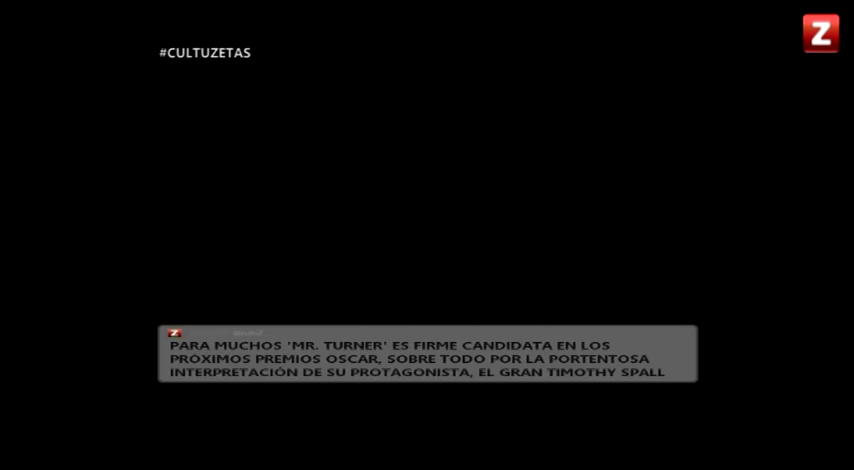 Z
#CULTUZETAS
Z
PARA MUCHOS 'MR. TURNER' ES FIRME CANDIDATA EN LOS
PRÓXIMOS PREMIOS OSCAR, SOBRE TODO POR LA PORTENTOSA
INTERPRETACIÓN DE SU PROTAGONISTA, EL GRAN TIMOTHY SPALL